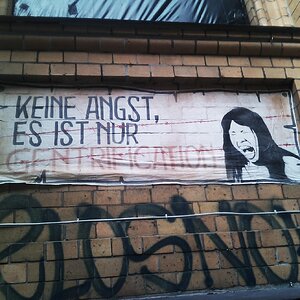 KEINE ANGST,
ES IST NUR
GENTRIFICATION